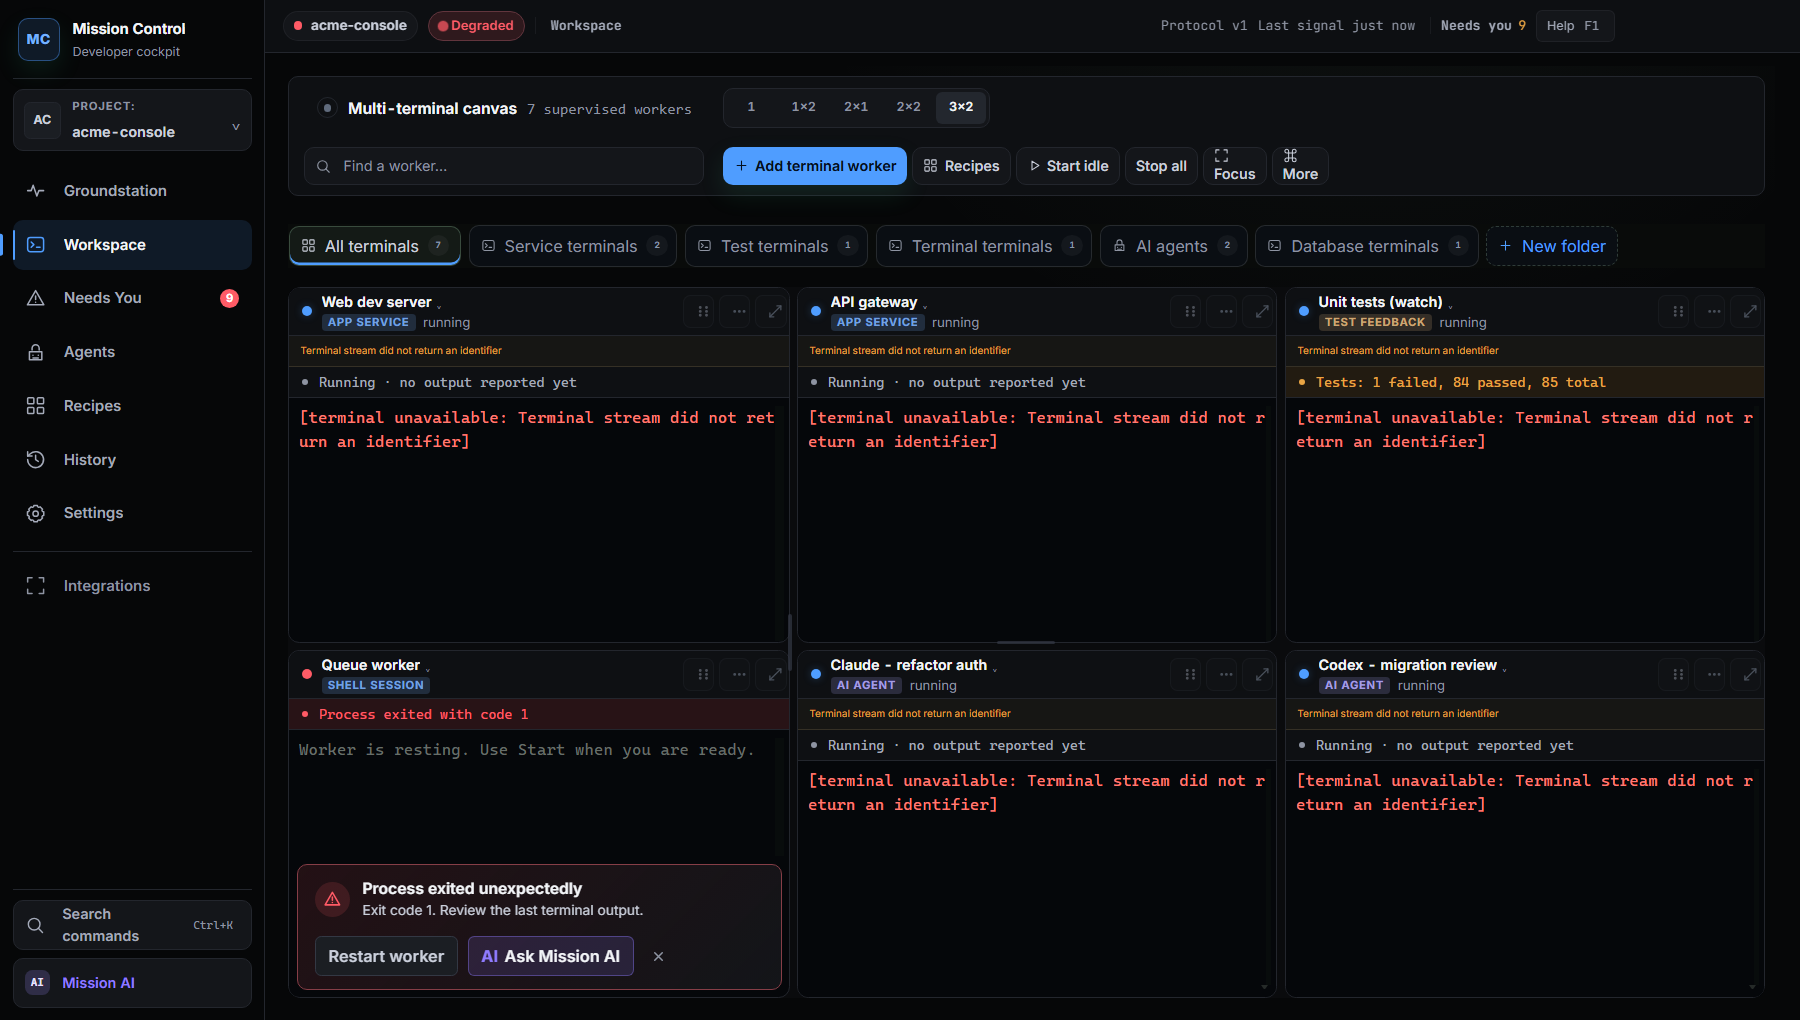 MC
Mission Control
Developer cockpit
AC
PROJECT:
acme-console
Groundstation
Workspace
Needs You
9
Agents
Recipes
History
Settings
Integrations
Search commands
Ctrl+K
AI
Mission AI
acme-console
Degraded
Workspace
Protocol v1
Last signal just now
Needs you 9
Help F1
Multi-terminal canvas
7 supervised workers
1
1×2
2×1
2×2
3×2
Find a worker...
+ Add terminal worker
Recipes
Start idle
Stop all
Focus
More
All terminals 7
Service terminals 2
Test terminals 1
Terminal terminals 1
AI agents 2
Database terminals 1
+ New folder
Web dev server
APP SERVICE running
Terminal stream did not return an identifier
Running · no output reported yet
[terminal unavailable: Terminal stream did not ret
urn an identifier]
API gateway
APP SERVICE running
Terminal stream did not return an identifier
Running · no output reported yet
[terminal unavailable: Terminal stream did not r
eturn an identifier]
Unit tests (watch)
TEST FEEDBACK running
Terminal stream did not return an identifier
Tests: 1 failed, 84 passed, 85 total
[terminal unavailable: Terminal stream did not r
eturn an identifier]
Queue worker
SHELL SESSION
Process exited with code 1
Worker is resting. Use Start when you are ready.
Process exited unexpectedly
Exit code 1. Review the last terminal output.
Restart worker
AI Ask Mission AI
×
Claude - refactor auth
AI AGENT running
Terminal stream did not return an identifier
Running · no output reported yet
[terminal unavailable: Terminal stream did not r
eturn an identifier]
Codex - migration review
AI AGENT running
Terminal stream did not return an identifier
Running · no output reported yet
[terminal unavailable: Terminal stream did not r
eturn an identifier]